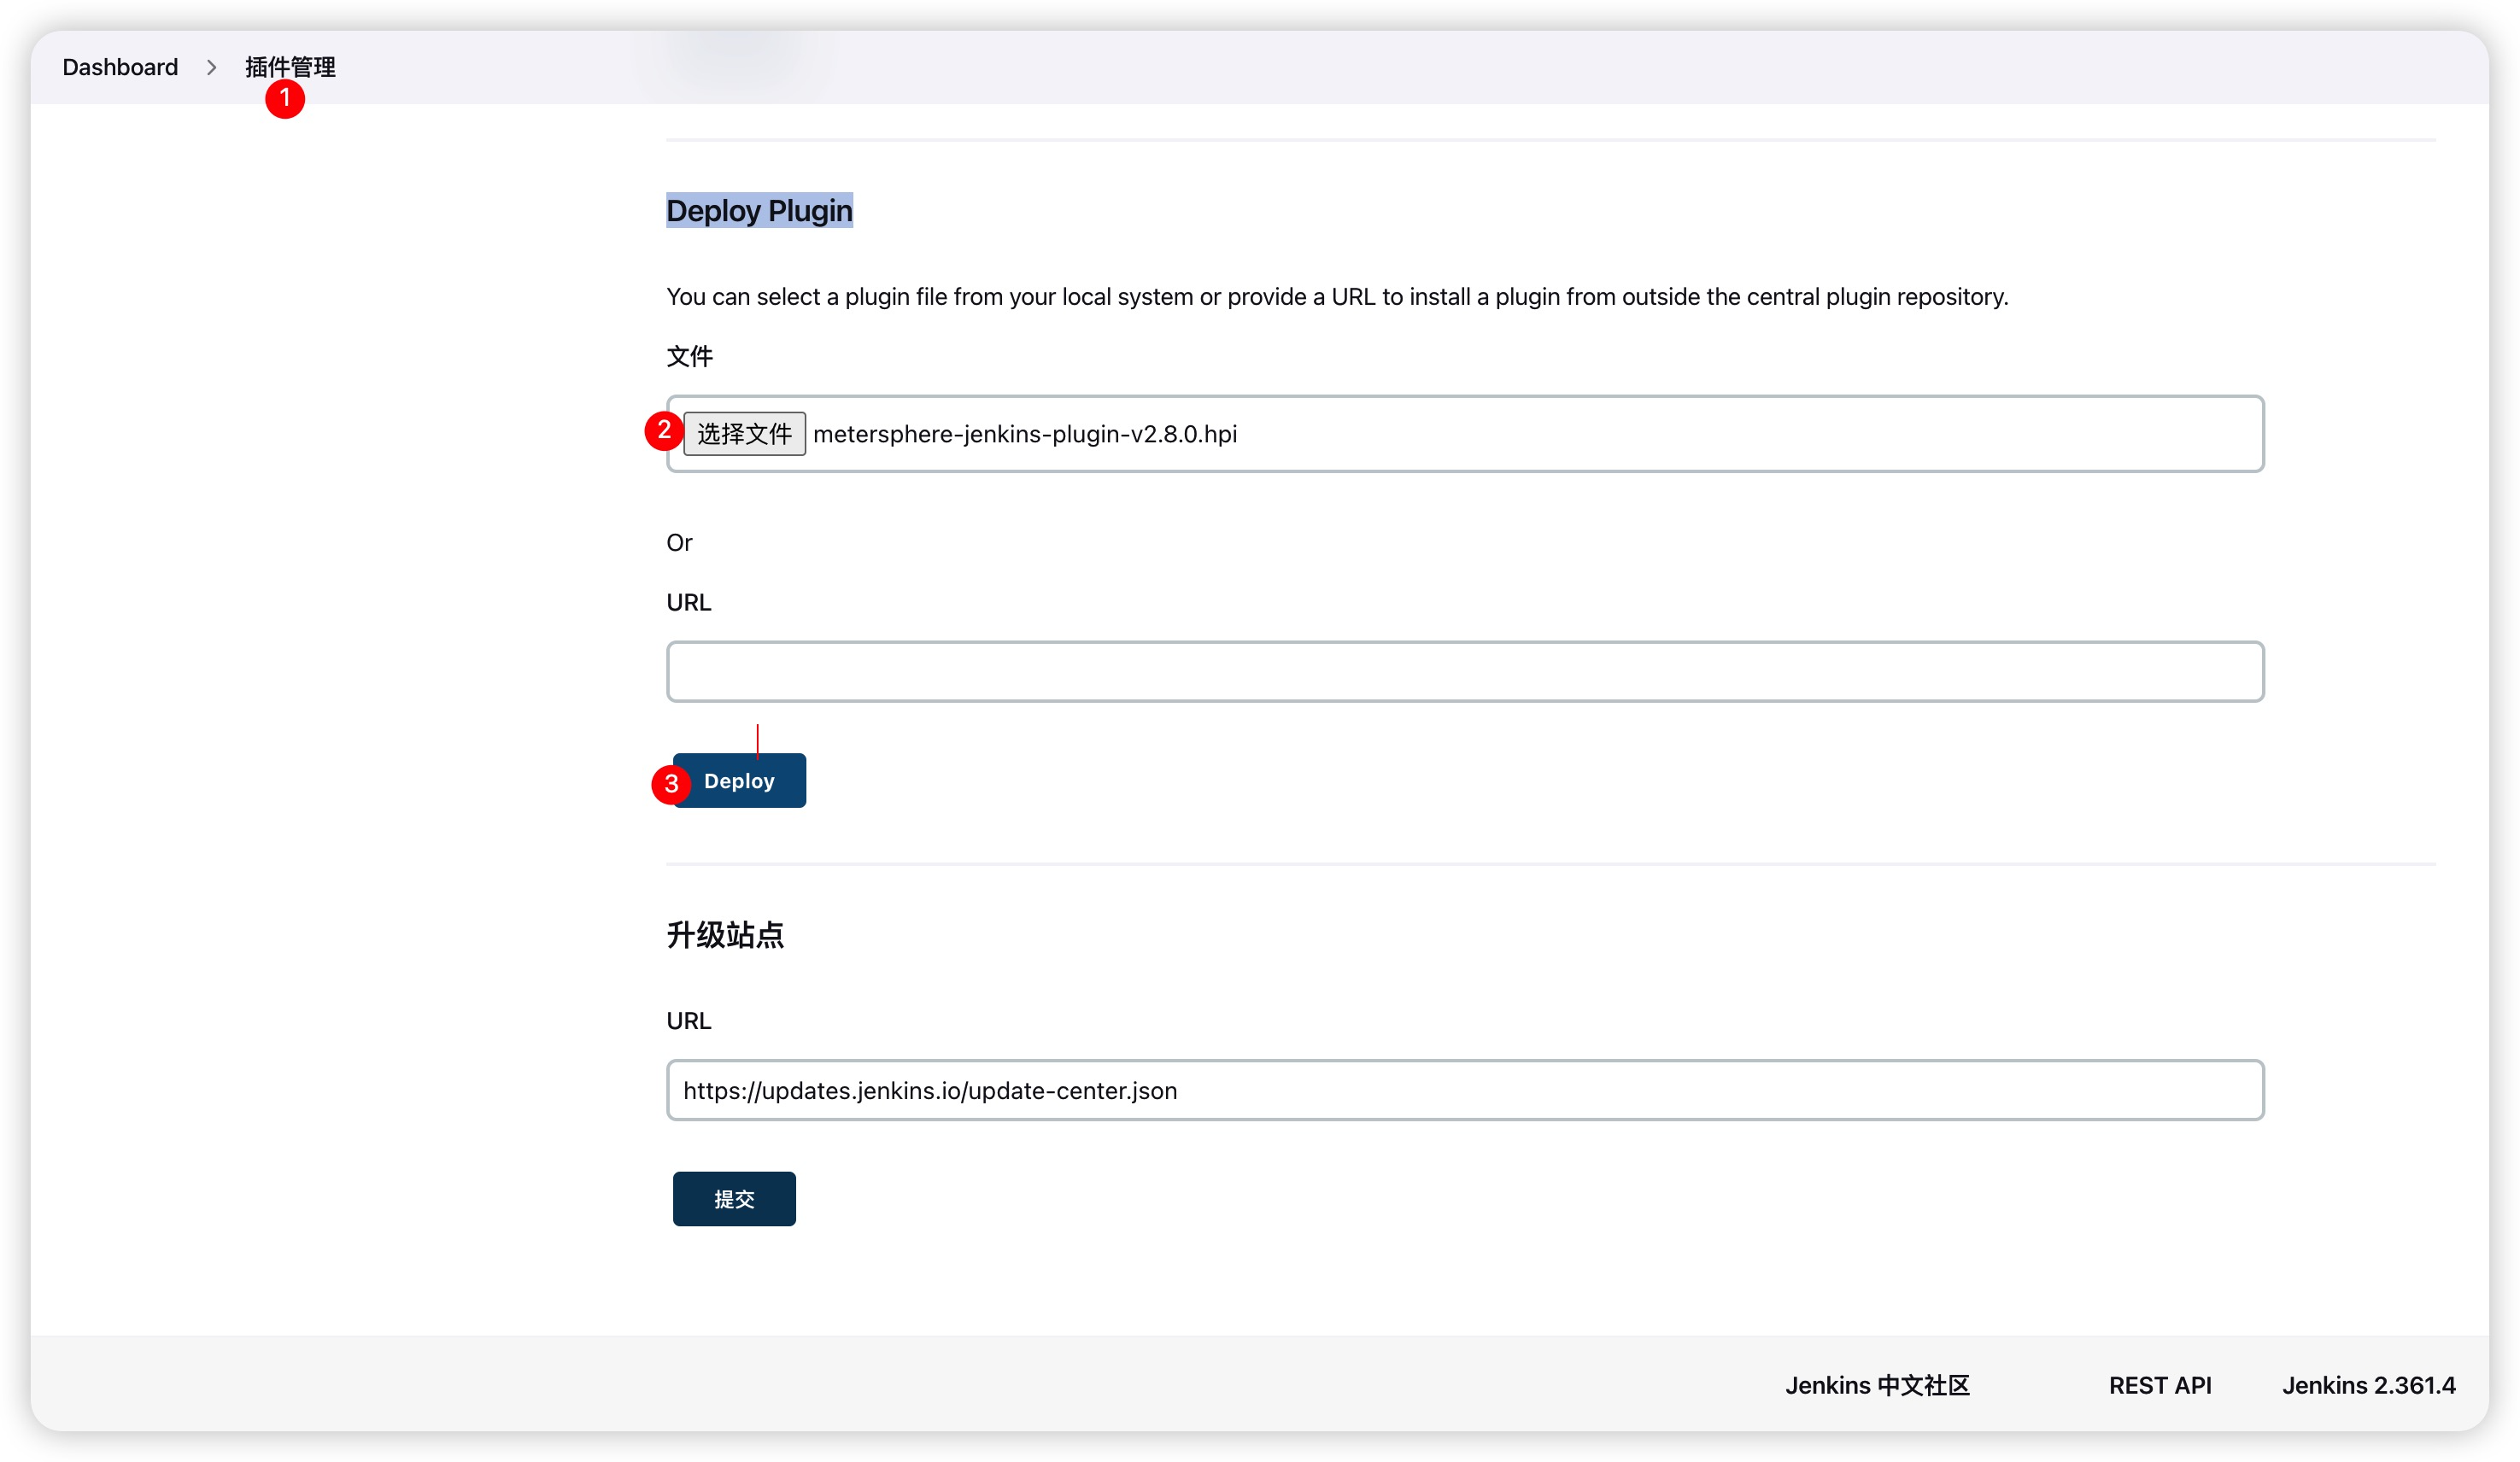 Dashboard > 插件管理
1
Deploy Plugin
You can select a plugin file from your local system or provide a URL to install a plugin from outside the central plugin repository.
文件
2 选择文件 metersphere-jenkins-plugin-v2.8.0.hpi
Or
URL
3 Deploy
升级站点
URL
https://updates.jenkins.io/update-center.json
提交
Jenkins 中文社区 REST API Jenkins 2.361.4